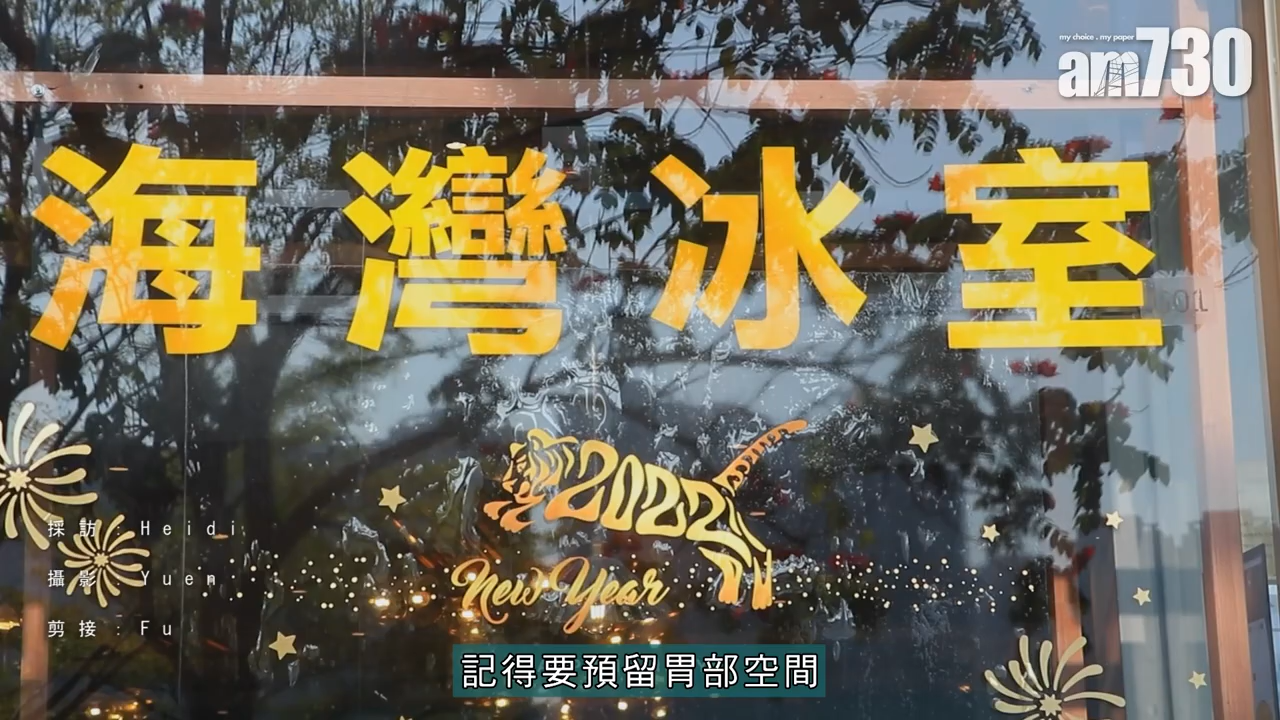 my choice . my paper
am730
海灣冰室
2022
New Year
採訪：Heidi
攝影：Yuen
剪接：Fu
記得要預留胃部空間